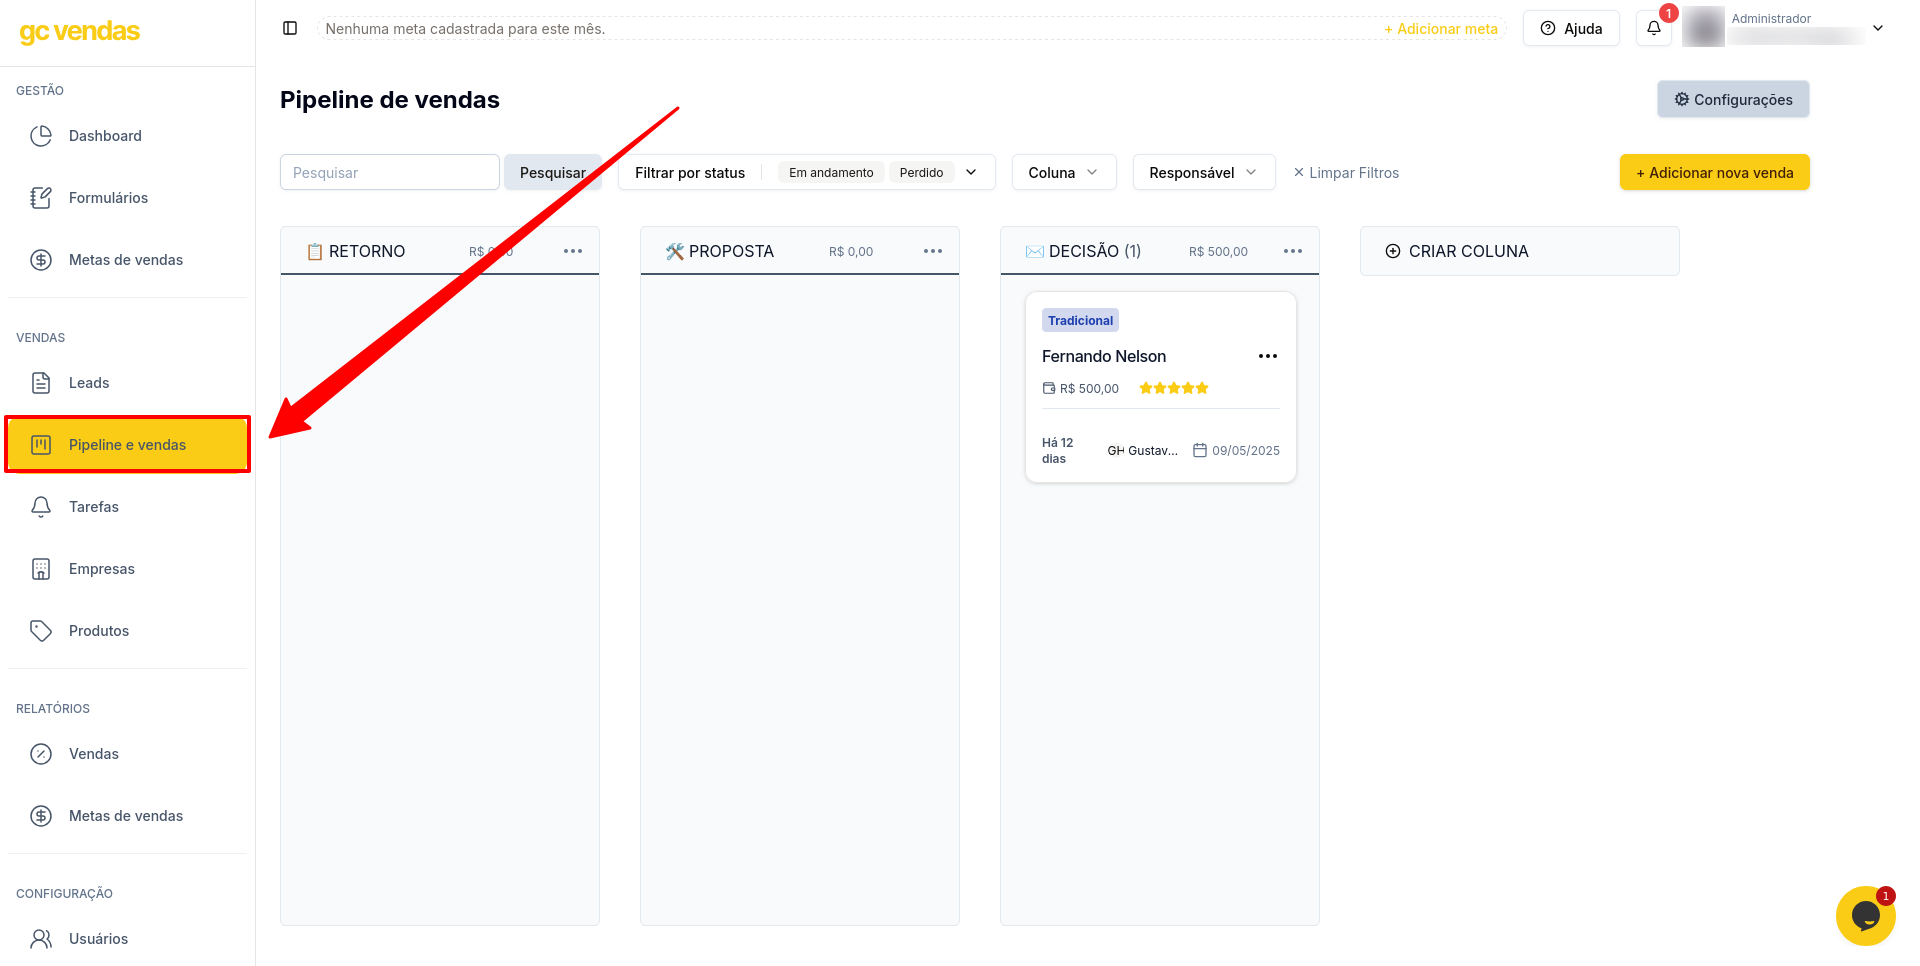 gc vendas
Nenhuma meta cadastrada para este mês.
+ Adicionar meta
Ajuda
1
Administrador
GESTÃO
Dashboard
Formulários
Metas de vendas
VENDAS
Leads
Pipeline e vendas
Tarefas
Empresas
Produtos
RELATÓRIOS
Vendas
Metas de vendas
CONFIGURAÇÃO
Usuários
Pipeline de vendas
Configurações
Pesquisar
Pesquisar
Filtrar por status
Em andamento
Perdido
Coluna
Responsável
× Limpar Filtros
+ Adicionar nova venda
📋 RETORNO
R$ 0,00
🛠️ PROPOSTA
R$ 0,00
✉️ DECISÃO (1)
R$ 500,00
CRIAR COLUNA
Tradicional
Fernando Nelson
R$ 500,00
Há 12
dias
GH Gustav...
09/05/2025
1